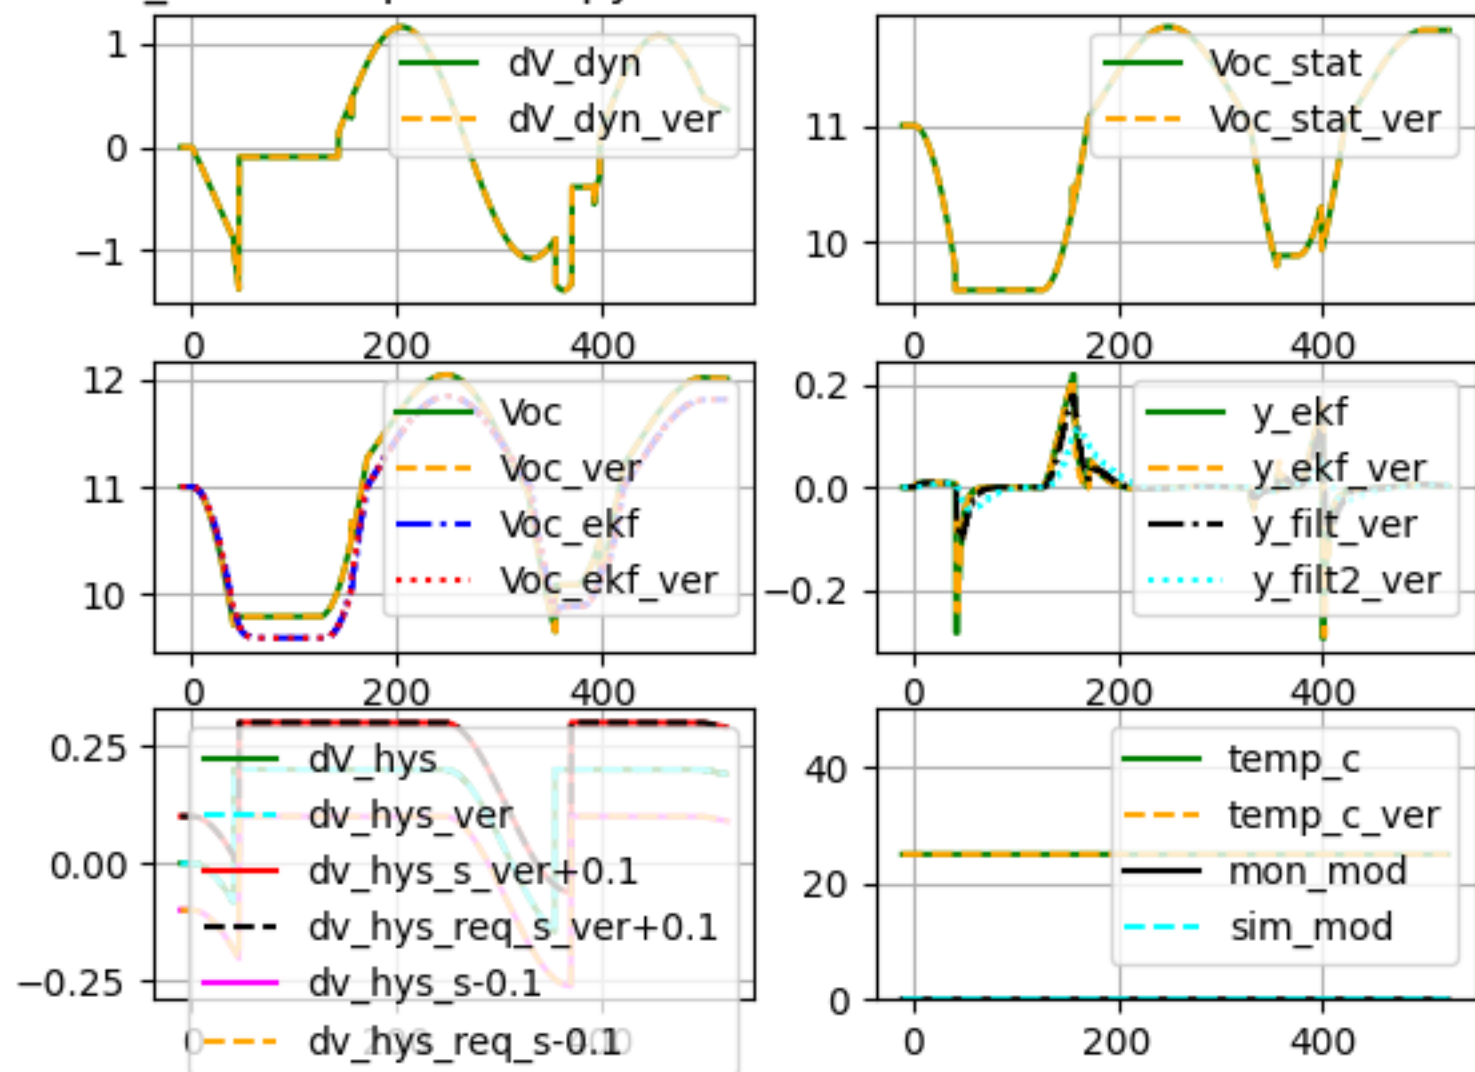 1
0
−1
dV_dyn
dV_dyn_ver
0
200
400
11
10
Voc_stat
Voc_stat_ver
0
200
400
12
11
10
Voc
Voc_ver
Voc_ekf
Voc_ekf_ver
0
200
400
0.2
0.0
−0.2
y_ekf
y_ekf_ver
y_filt_ver
y_filt2_ver
0
200
400
0.25
0.00
−0.25
dV_hys
dv_hys_ver
dv_hys_s_ver+0.1
dv_hys_req_s_ver+0.1
dv_hys_s-0.1
dv_hys_req_s-0.1
0
200
400
40
20
0
temp_c
temp_c_ver
mon_mod
sim_mod
0
200
400